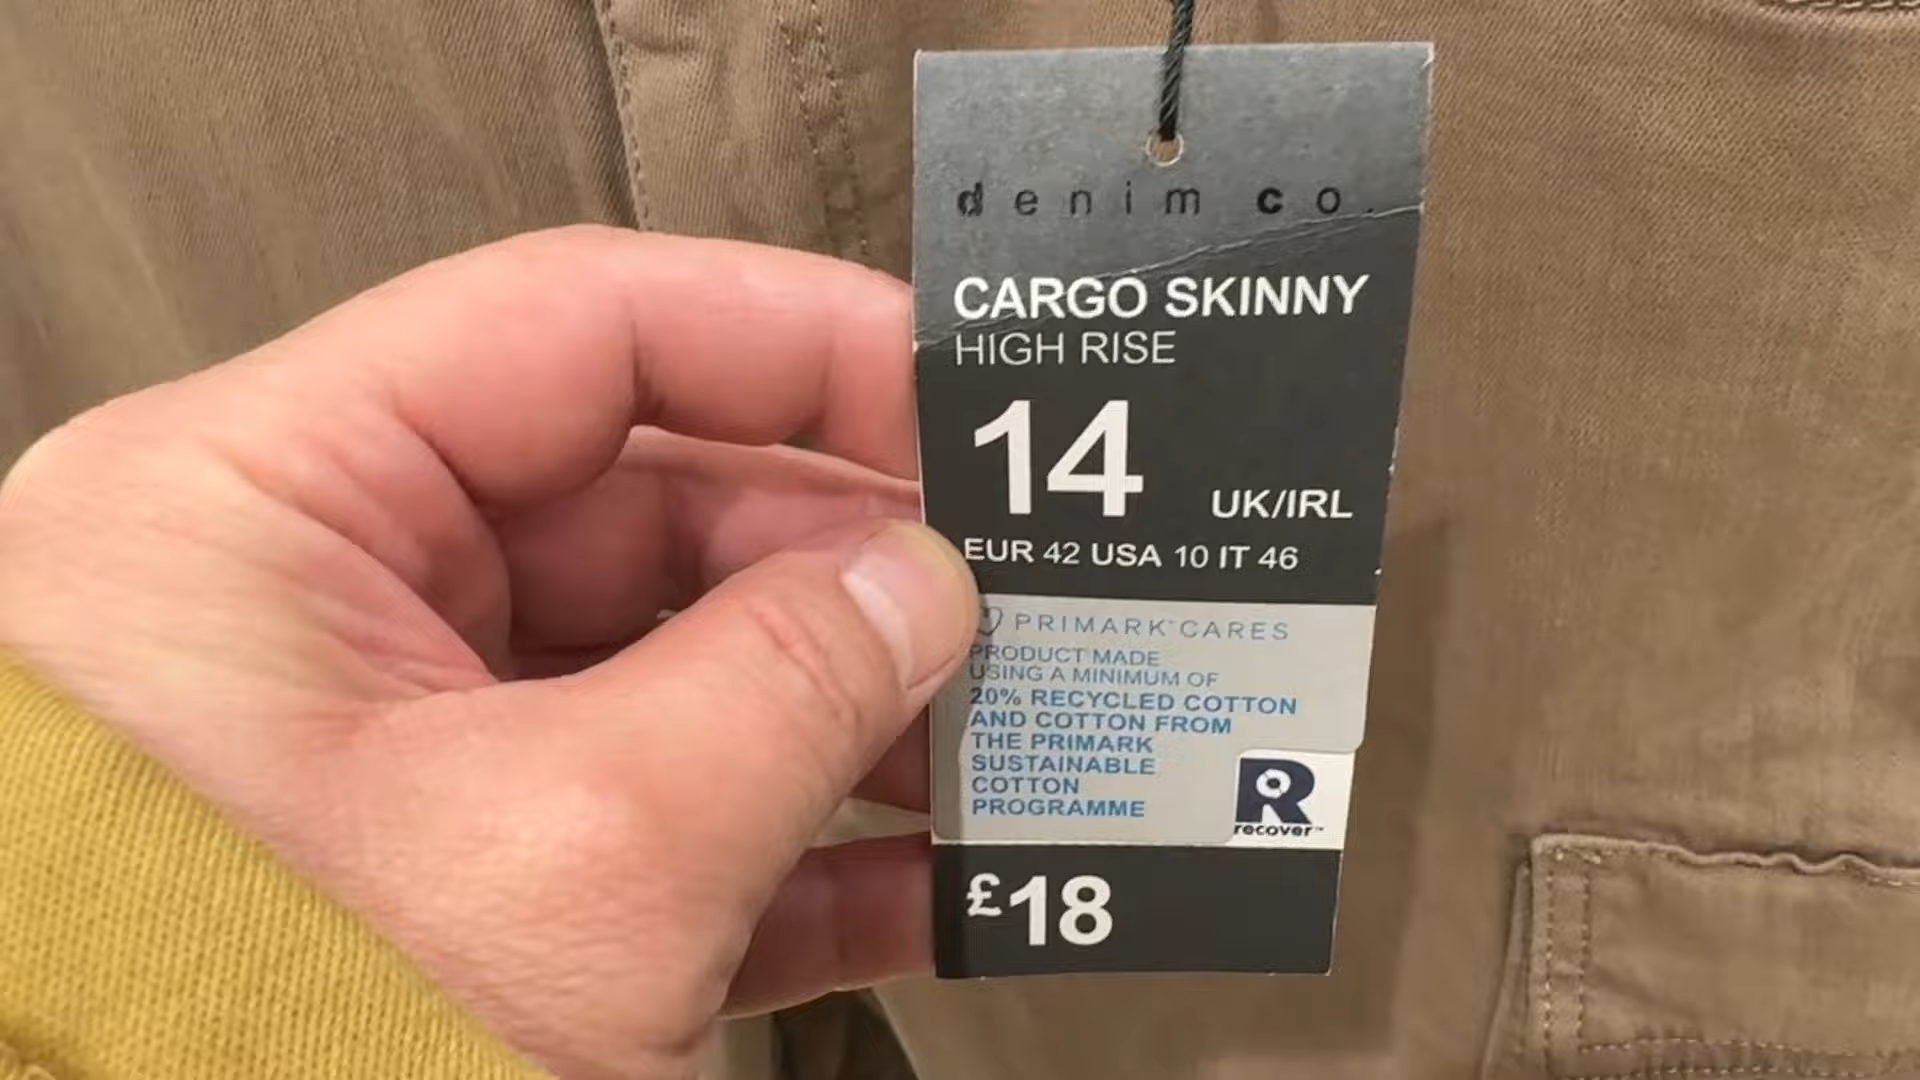 denim co.
CARGO SKINNY
HIGH RISE
14 UK/IRL
EUR 42 USA 10 IT 46
PRIMARK CARES
PRODUCT MADE
USING A MINIMUM OF
20% RECYCLED COTTON
AND COTTON FROM
THE PRIMARK
SUSTAINABLE
COTTON
PROGRAMME
R
recover™
£18